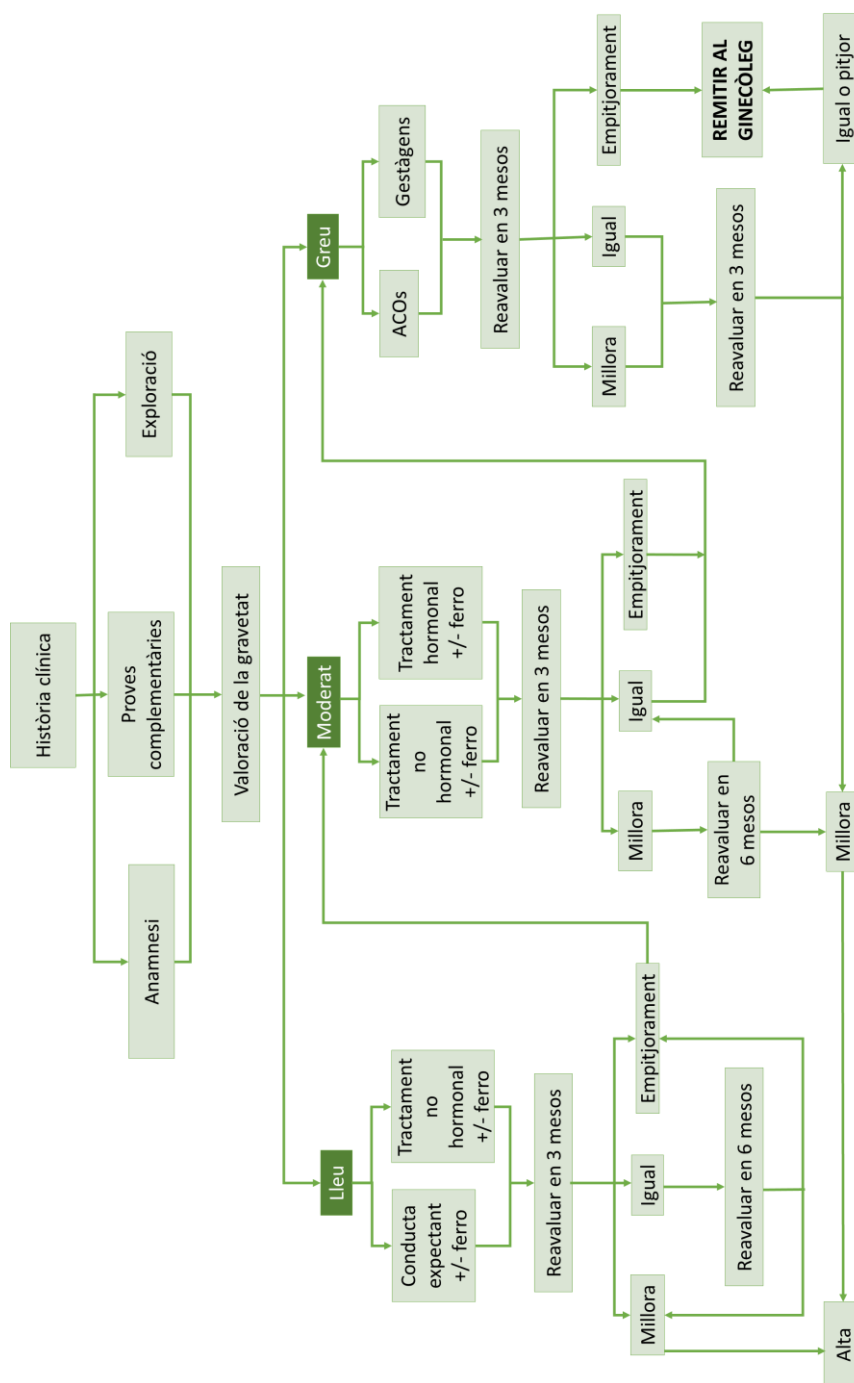 Història clínica
Anamnesi
Proves
complementàries
Exploració
Valoració de la gravetat
Lleu
Moderat
Greu
Conducta
expectant
+/- ferro
Tractament
no
hormonal
+/- ferro
Tractament
no
hormonal
+/- ferro
Tractament
hormonal
+/- ferro
ACOs
Gestàgens
Reavaluar en 3 mesos
Reavaluar en 3 mesos
Reavaluar en 3 mesos
Millora
Igual
Empitjorament
Millora
Igual
Empitjorament
Millora
Igual
Empitjorament
Reavaluar en 6 mesos
Reavaluar en
6 mesos
Reavaluar en 3 mesos
REMITIR AL
GINECÒLEG
Alta
Millora
Igual o pitjor